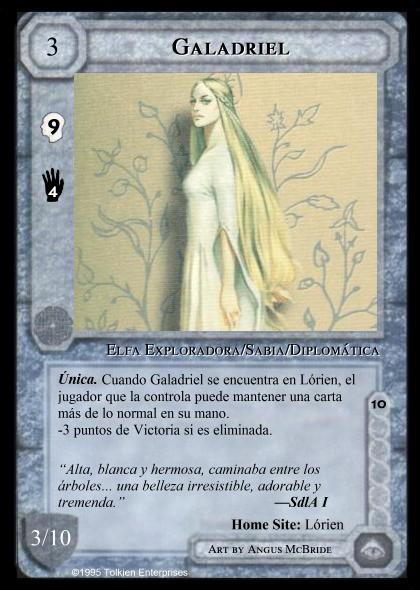 3
GALADRIEL
9
4
ELFA EXPLORADORA/SABIA/DIPLOMÁTICA
Única. Cuando Galadriel se encuentra en Lórien, el
jugador que la controla puede mantener una carta
más de lo normal en su mano.
-3 puntos de Victoria si es eliminada.
10
“Alta, blanca y hermosa, caminaba entre los
árboles... una belleza irresistible, adorable y
tremenda.” —SdlA I
Home Site: Lórien
3/10
ART BY ANGUS MCBRIDE
©1995 Tolkien Enterprises